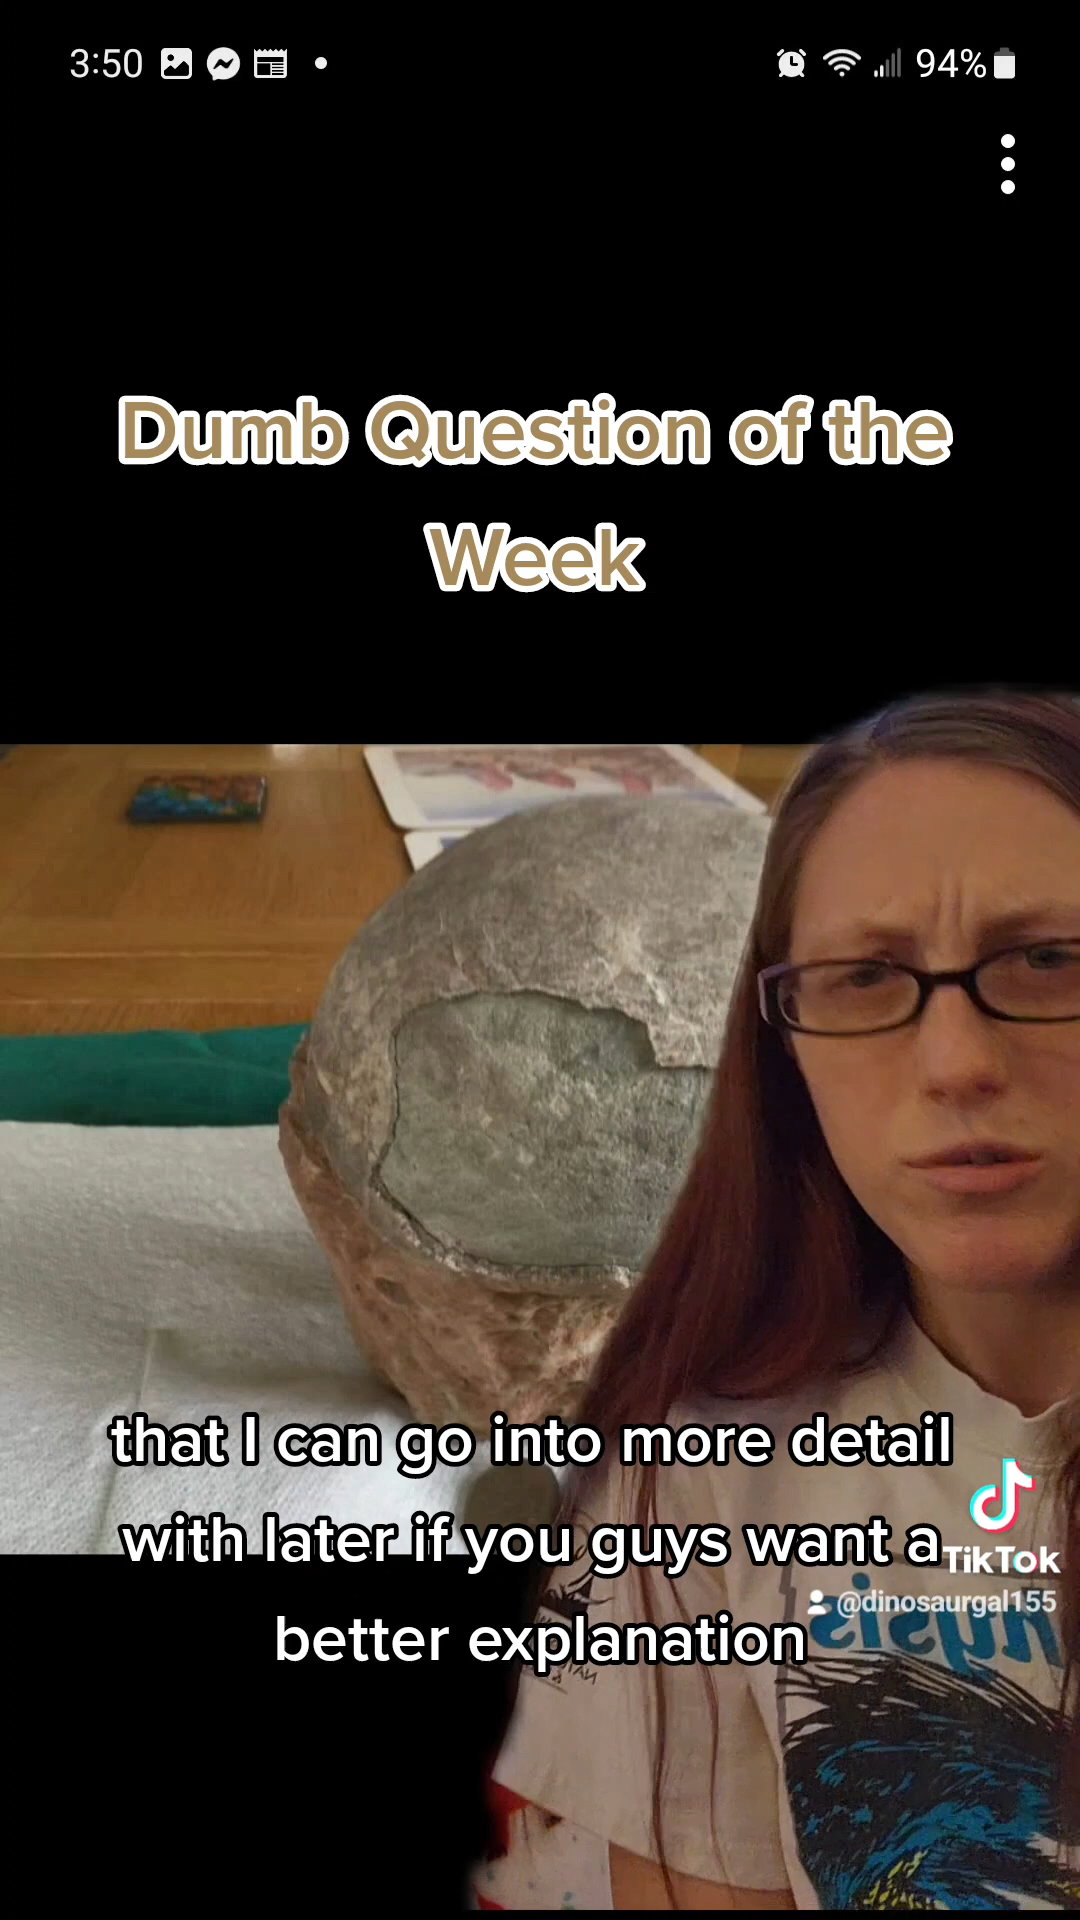 3:50
94%
Dumb Question of the
Week
that I can go into more detail
with later if you guys want a
better explanation
TikTok
@dinosaurgal155